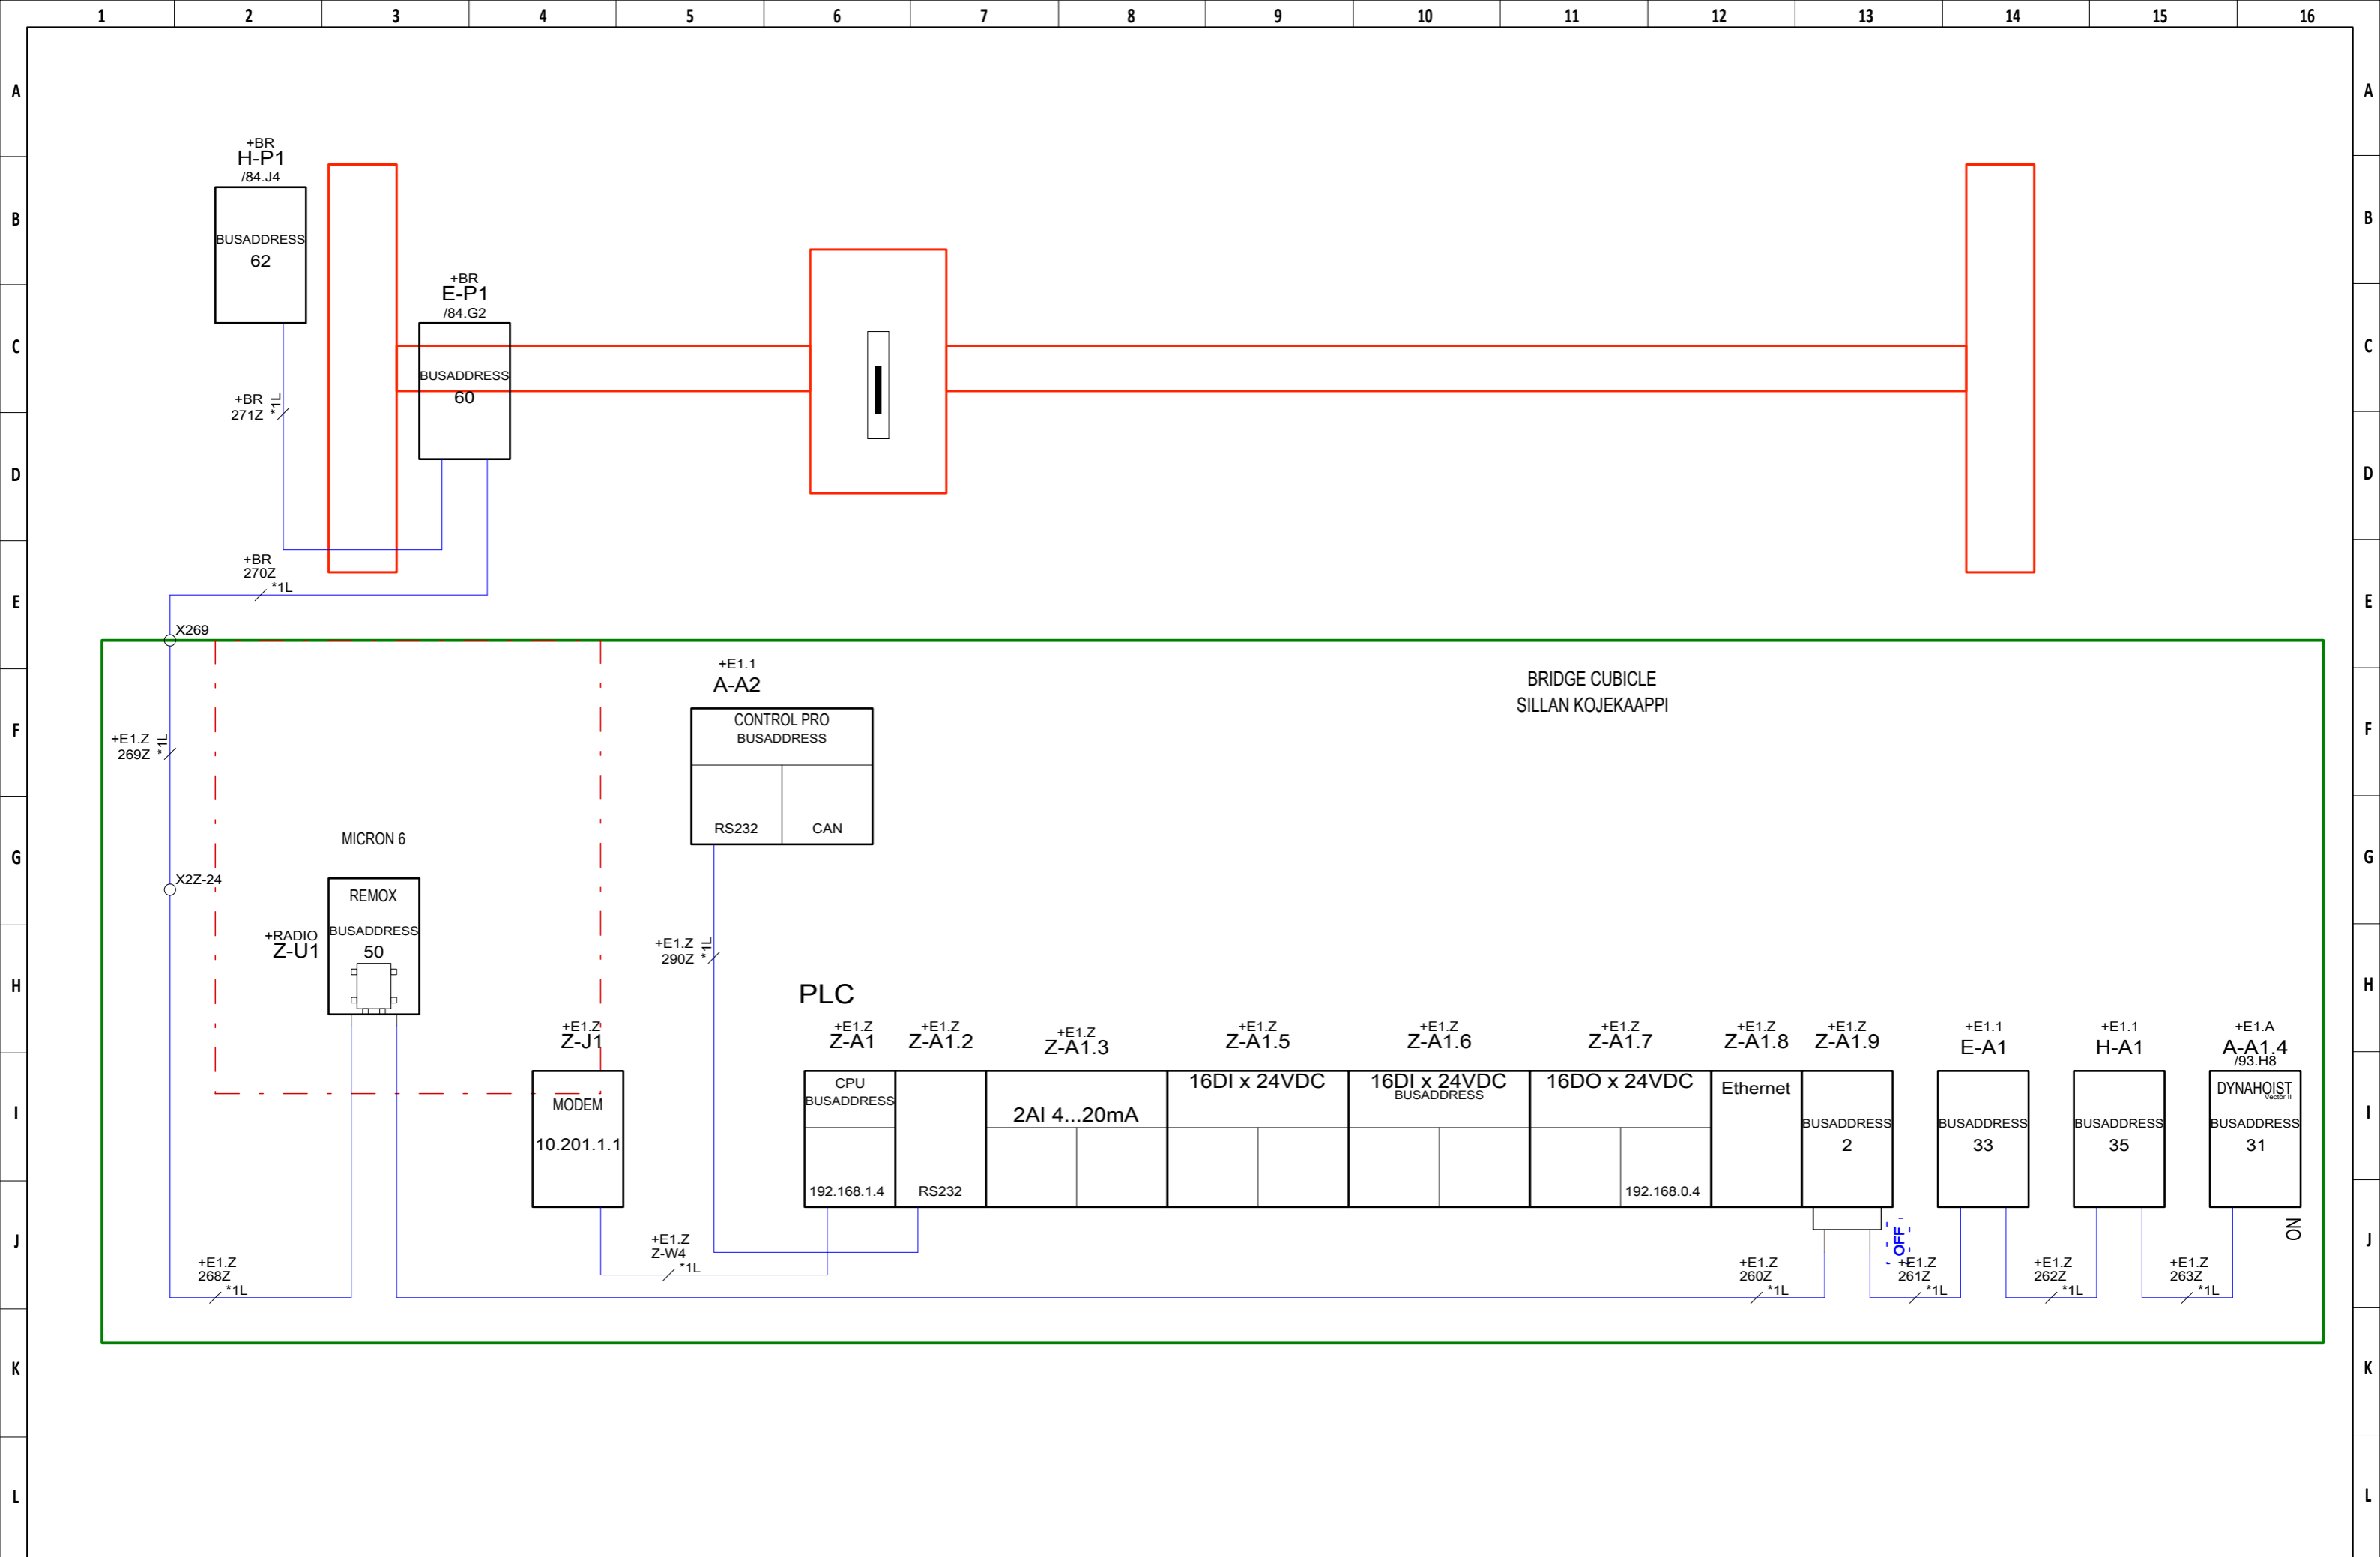 1 2 3 4 5 6 7 8 9 10 11 12 13 14 15 16
A A
+BR
H-P1
/84.J4
B B
BUSADDRESS
62
+BR
E-P1
/84.G2
C C
BUSADDRESS
60
+BR
271Z
*1L
D D
+BR
270Z
*1L
E E
X269
+E1.1
A-A2
BRIDGE CUBICLE
SILLAN KOJEKAAPPI
F F
CONTROL PRO
BUSADDRESS
+E1.Z
269Z
*1L
RS232 CAN
MICRON 6
G G
X2Z-24
REMOX
BUSADDRESS
50
+RADIO
Z-U1
+E1.Z
290Z
*1L
H H
PLC
+E1.Z
Z-J1
+E1.Z
Z-A1
+E1.Z
Z-A1.2
+E1.Z
Z-A1.3
+E1.Z
Z-A1.5
+E1.Z
Z-A1.6
+E1.Z
Z-A1.7
+E1.Z
Z-A1.8
+E1.Z
Z-A1.9
+E1.1
E-A1
+E1.1
H-A1
+E1.A
A-A1.4
/93.H8
I I
MODEM
10.201.1.1
CPU
BUSADDRESS
192.168.1.4
RS232
2AI 4...20mA
16DI x 24VDC
16DI x 24VDC
BUSADDRESS
16DO x 24VDC
192.168.0.4
Ethernet
BUSADDRESS
2
BUSADDRESS
33
BUSADDRESS
35
DYNAHOIST
Vector II
BUSADDRESS
31
J J
ON
OFF
+E1.Z
268Z
*1L
+E1.Z
Z-W4
*1L
+E1.Z
260Z
*1L
+E1.Z
261Z
*1L
+E1.Z
262Z
*1L
+E1.Z
263Z
*1L
K K
L L